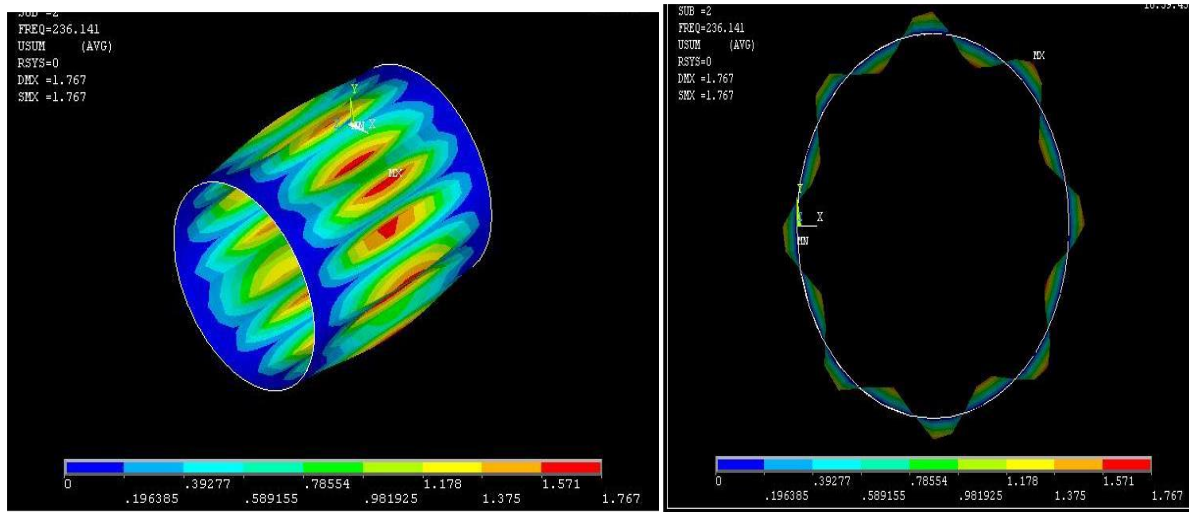 SUB =2
FREQ=236.141
USUM (AVG)
RSYS=0
DMX =1.767
SMX =1.767
Y
MN X
MX
0 .39277 .78554 1.178 1.571
.196385 .589155 .981925 1.375 1.767
SUB =2
FREQ=236.141
USUM (AVG)
RSYS=0
DMX =1.767
SMX =1.767
MX
Y
X
MN
0 .39277 .78554 1.178 1.571
.196385 .589155 .981925 1.375 1.767